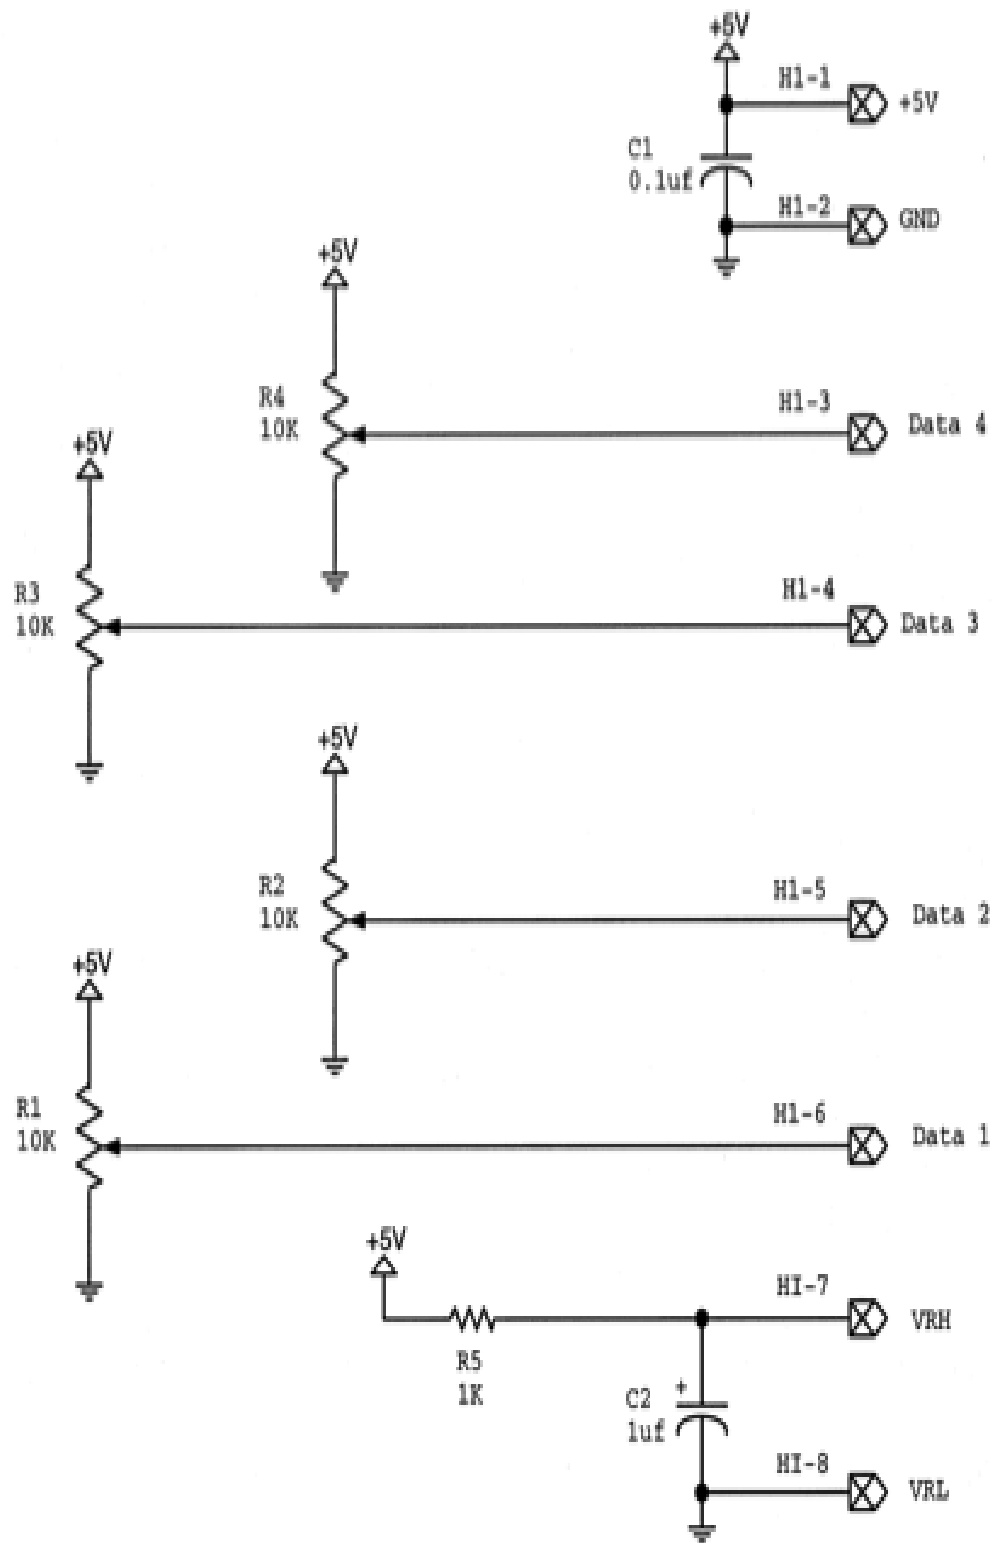 +5V
H1-1
+5V
C1
0.1uf
H1-2
GND
+5V
R4
10K
H1-3
Data 4
+5V
R3
10K
H1-4
Data 3
+5V
R2
10K
H1-5
Data 2
+5V
R1
10K
H1-6
Data 1
+5V
R5
1K
HI-7
VRH
C2
+
1uf
HI-8
VRL